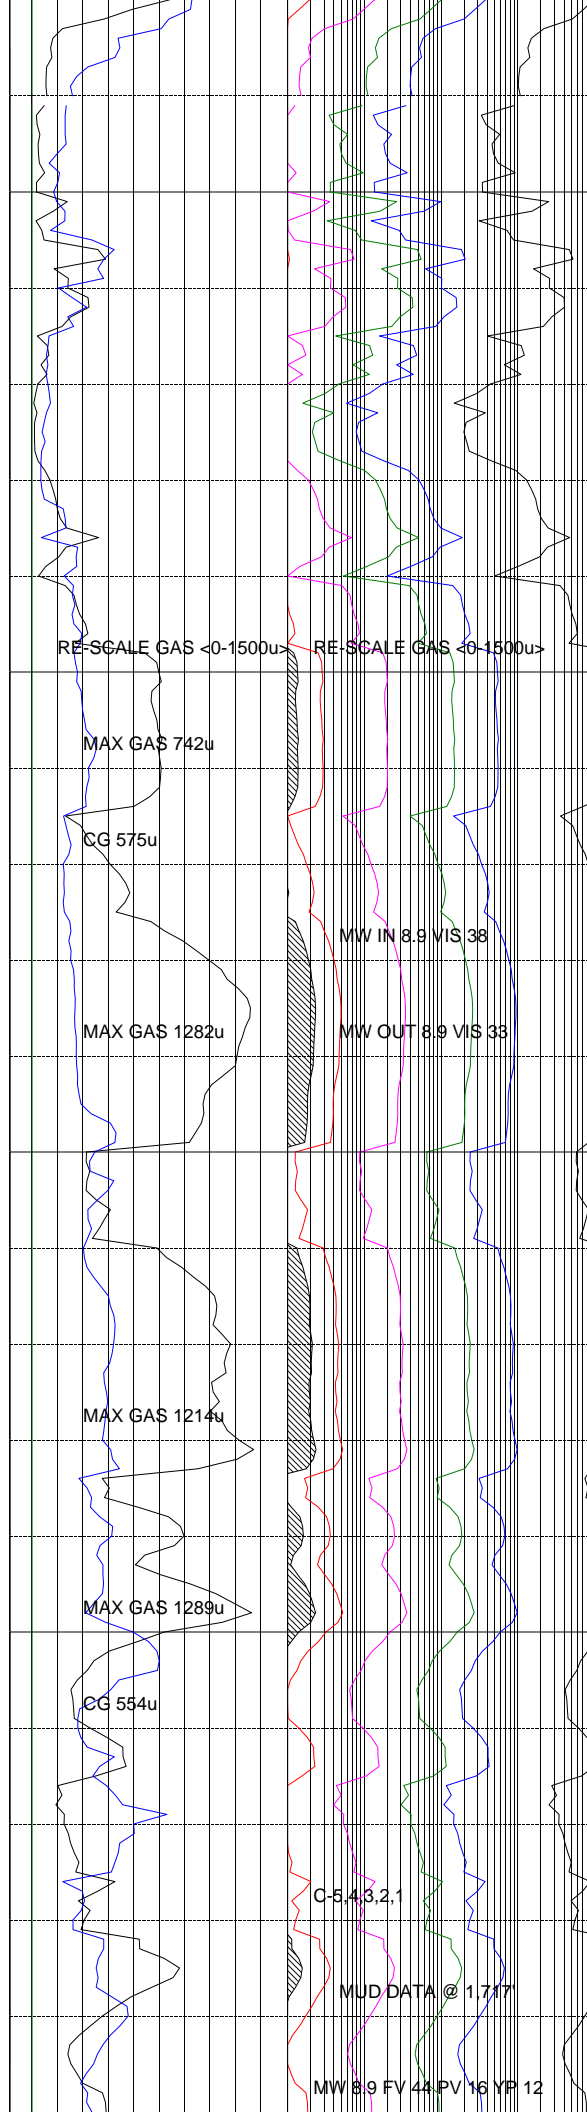 RE-SCALE GAS <0-1500u>
RE-SCALE GAS <0-1500u>
MAX GAS 742u
CG 575u
MW IN 8.9 VIS 38
MAX GAS 1282u
MW OUT 8.9 VIS 33
MAX GAS 1214u
MAX GAS 1289u
CG 554u
C-5,4,3,2,1
MUD DATA @ 1,717'
MW 8.9 FV 44 PV 16 YP 12